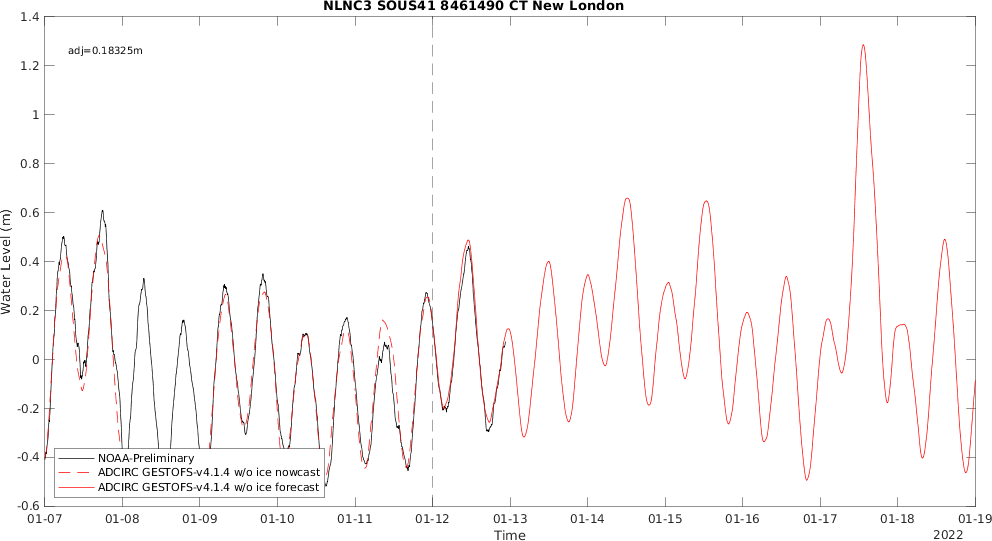 NLNC3 SOUS41 8461490 CT New London
adj=0.18325m
Water Level (m)
1.4
1.2
1
0.8
0.6
0.4
0.2
0
-0.2
-0.4
-0.6
NOAA-Preliminary
ADCIRC GESTOFS-v4.1.4 w/o ice nowcast
ADCIRC GESTOFS-v4.1.4 w/o ice forecast
01-07 01-08 01-09 01-10 01-11 01-12 01-13 01-14 01-15 01-16 01-17 01-18 01-19
Time
2022